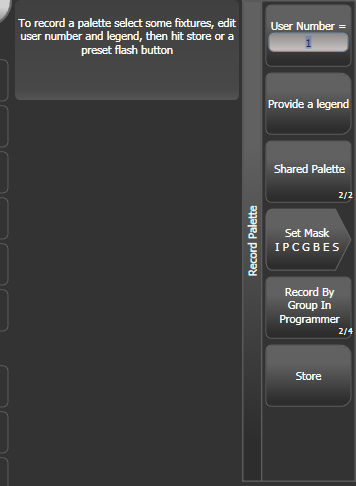 To record a palette select some fixtures, edit
user number and legend, then hit store or a
preset flash button
Record Palette
User Number =
1
Provide a legend
Shared Palette
2/2
Set Mask
I P C G B E S
Record By
Group In
Programmer
2/4
Store